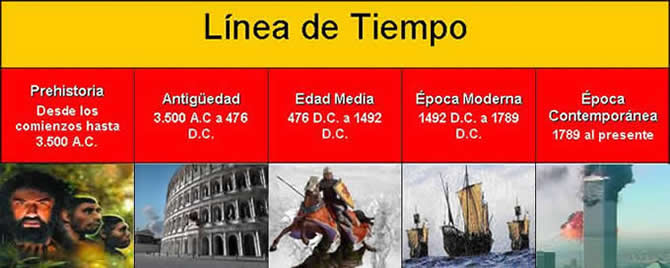 Línea de Tiempo
Prehistoria
Desde los
comienzos hasta
3.500 A.C.
Antigüedad
3.500 A.C a 476
D.C.
Edad Media
476 D.C. a 1492
D.C.
Época Moderna
1492 D.C. a 1789
D.C.
Época
Contemporánea
1789 al presente